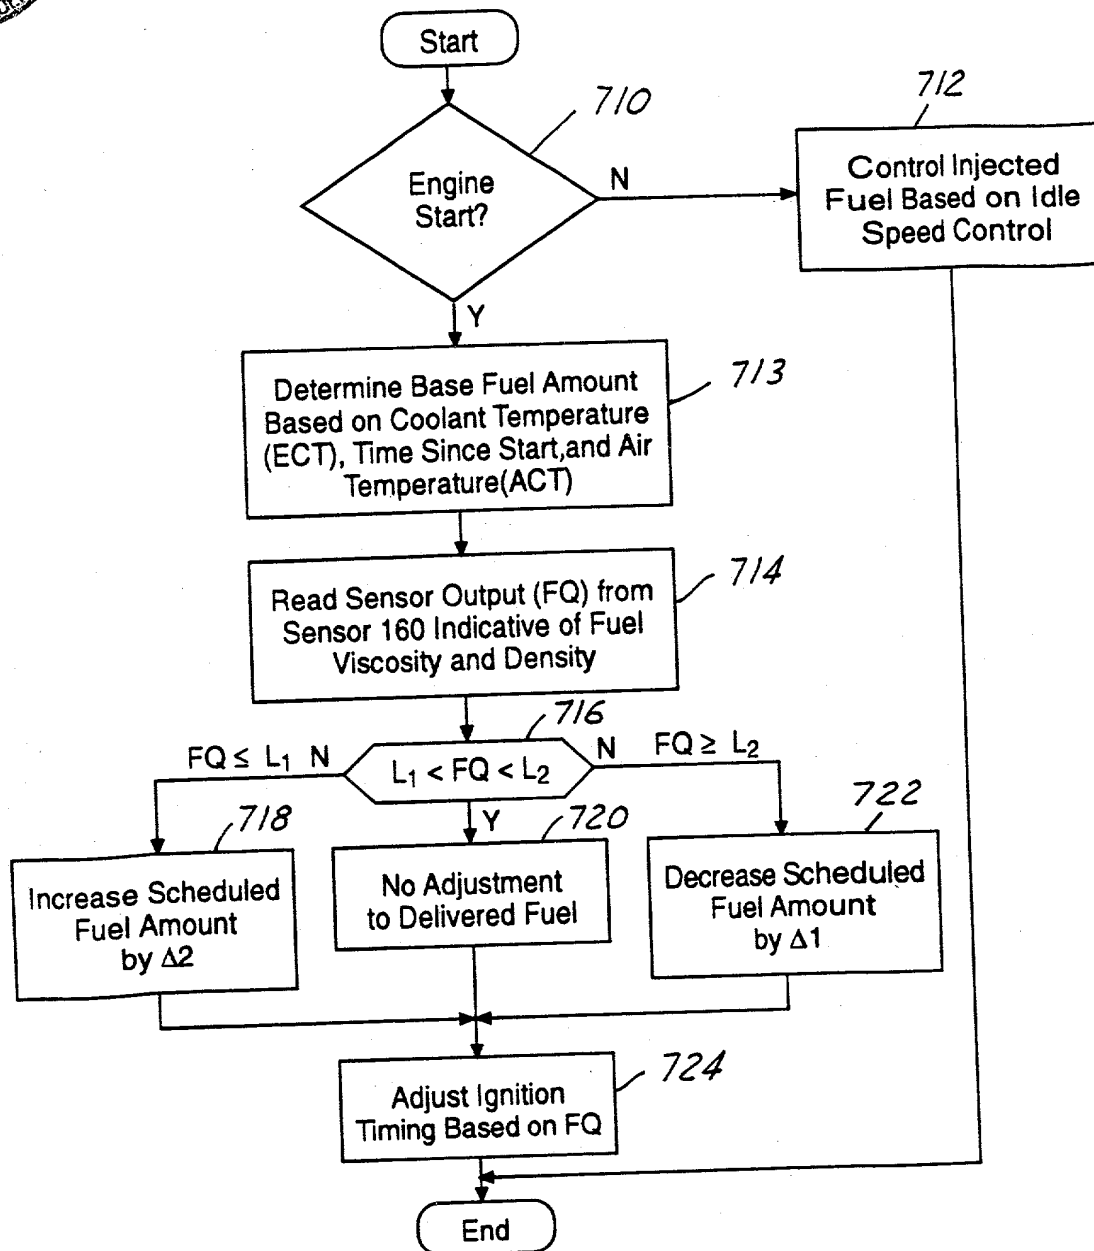 Start
710
Engine
Start?
N
712
Control Injected
Fuel Based on Idle
Speed Control
Y
713
Determine Base Fuel Amount
Based on Coolant Temperature
(ECT), Time Since Start,and Air
Temperature(ACT)
714
Read Sensor Output (FQ) from
Sensor 160 Indicative of Fuel
Viscosity and Density
716
FQ ≤ L₁ N
L₁ < FQ < L₂
N FQ ≥ L₂
718
Y
720
722
Increase Scheduled
Fuel Amount
by Δ2
No Adjustment
to Delivered Fuel
Decrease Scheduled
Fuel Amount
by Δ1
724
Adjust Ignition
Timing Based on FQ
End